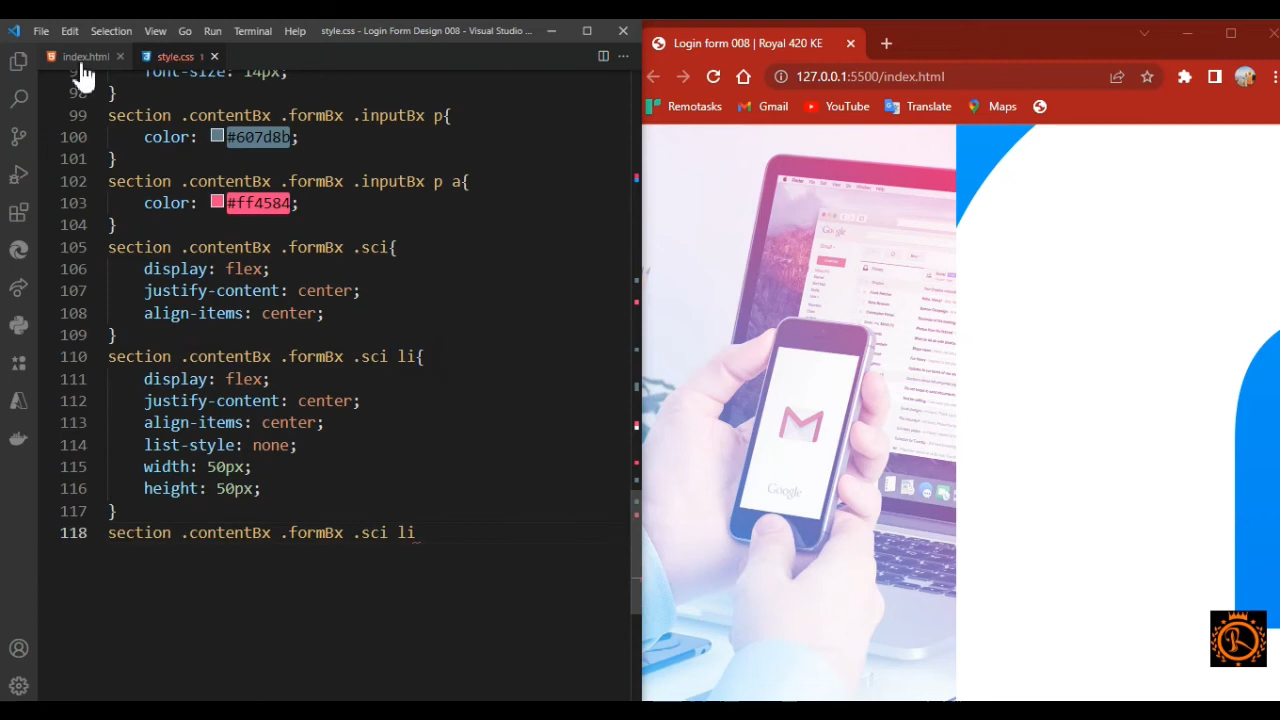 File Edit Selection View Go Run Terminal Help style.css - Login Form Design 008 - Visual Studio ...
index.html
style.css 1
font-size: 14px;
98 }
99 section .contentBx .formBx .inputBx p{
100 color: #607d8b;
101 }
102 section .contentBx .formBx .inputBx p a{
103 color: #ff4584;
104 }
105 section .contentBx .formBx .sci{
106 display: flex;
107 justify-content: center;
108 align-items: center;
109 }
110 section .contentBx .formBx .sci li{
111 display: flex;
112 justify-content: center;
113 align-items: center;
114 list-style: none;
115 width: 50px;
116 height: 50px;
117 }
118 section .contentBx .formBx .sci li
Login form 008 | Royal 420 KE
127.0.0.1:5500/index.html
Remotasks Gmail YouTube Translate Maps
Google
Google
R